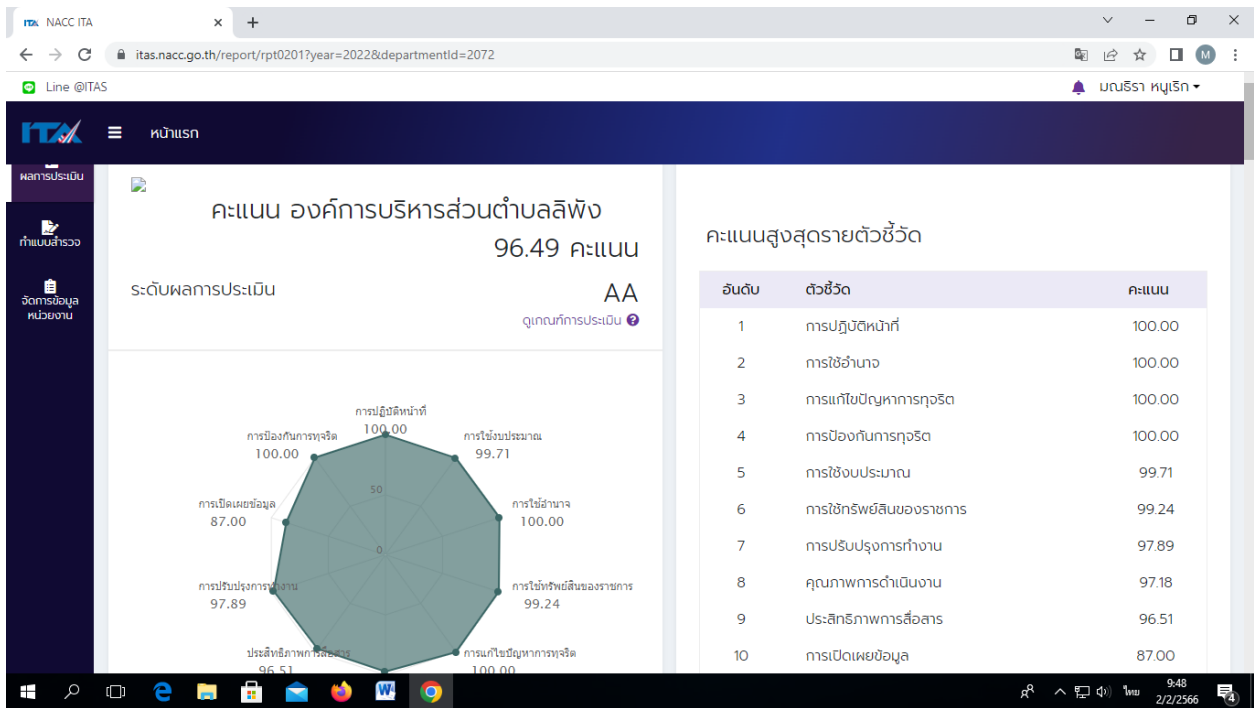 ITA NACC ITA
itas.nacc.go.th/report/rpt0201?year=2022&departmentId=2072
M
Line @ITAS
มณธิรา หนูเริก
ITA
หน้าแรก
ผลการประเมิน
ทำแบบสำรวจ
จัดการข้อมูล
หน่วยงาน
คะแนน องค์การบริหารส่วนตำบลลิพัง
96.49 คะแนน
ระดับผลการประเมิน
AA
ดูเกณฑ์การประเมิน
การปฏิบัติหน้าที่
100.00
การป้องกันการทุจริต
100.00
การใช้งบประมาณ
99.71
การเปิดเผยข้อมูล
87.00
50
การใช้อำนาจ
100.00
0
การปรับปรุงการทำงาน
97.89
การใช้ทรัพย์สินของราชการ
99.24
ประสิทธิภาพการสื่อสาร
96.51
การแก้ไขปัญหาการทุจริต
100.00
คะแนนสูงสุดรายตัวชี้วัด
อันดับ ตัวชี้วัด คะแนน
1 การปฏิบัติหน้าที่ 100.00
2 การใช้อำนาจ 100.00
3 การแก้ไขปัญหาการทุจริต 100.00
4 การป้องกันการทุจริต 100.00
5 การใช้งบประมาณ 99.71
6 การใช้ทรัพย์สินของราชการ 99.24
7 การปรับปรุงการทำงาน 97.89
8 คุณภาพการดำเนินงาน 97.18
9 ประสิทธิภาพการสื่อสาร 96.51
10 การเปิดเผยข้อมูล 87.00
ไทย
9:48
2/2/2566
4